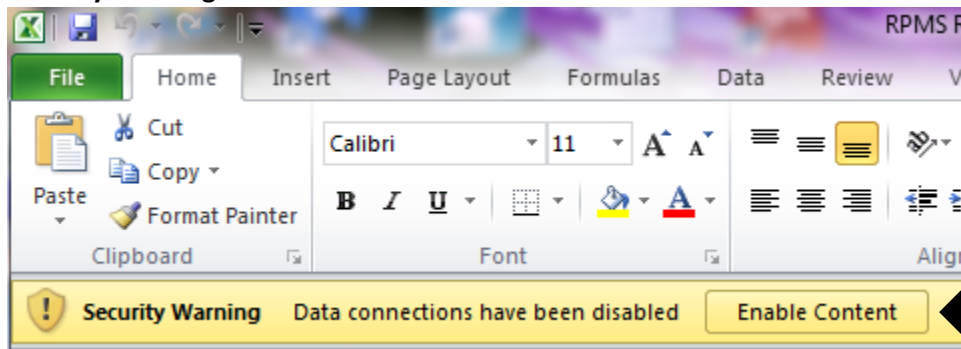 RPMS R
File Home Insert Page Layout Formulas Data Review V
Cut
Calibri 11 A A
Copy
Paste
B I U A
Format Painter
Clipboard Font Alig
Security Warning Data connections have been disabled Enable Content